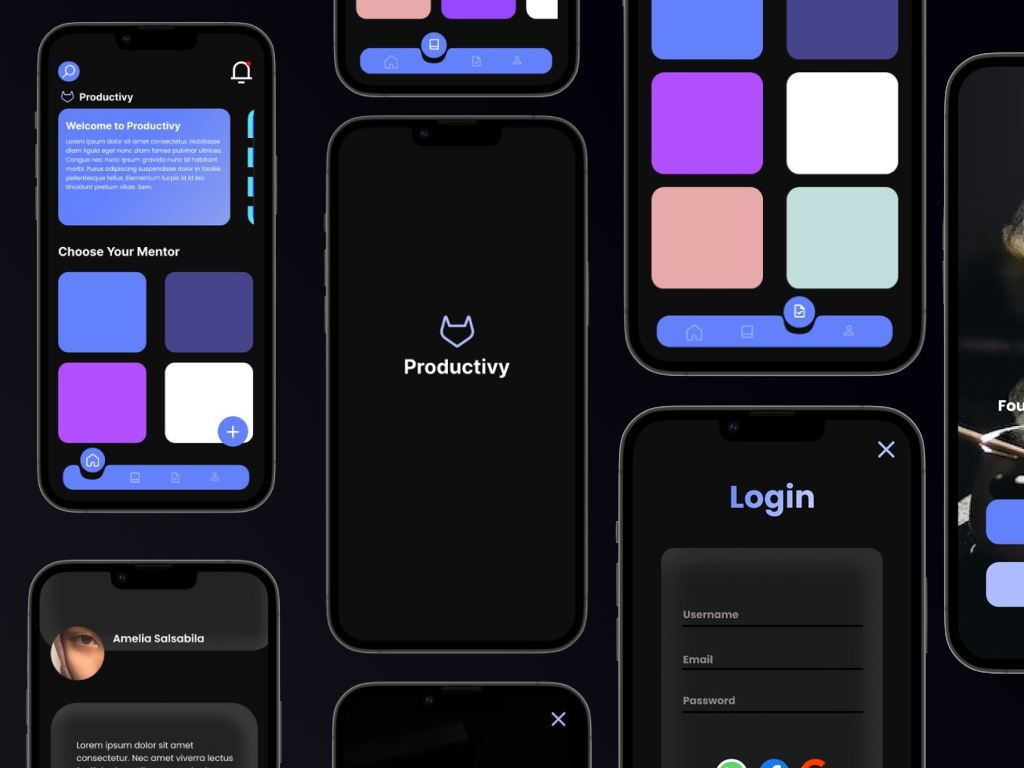 Productivy
Welcome to Productivy
Lorem ipsum dolor sit amet consectetur. Habitasse
diam ligula eget nunc diam fames pulvinar ultrices.
Congue nec nunc ipsum gravida nunc id habitant
morbi. Purus adipiscing suspendisse dolor in facilisi
pellentesque tellus. Elementum turpis id id leo
tincidunt pretium vitae. Sem.
Choose Your Mentor
Amelia Salsabila
Lorem ipsum dolor sit amet
consectetur. Nec amet viverra lectus
Productivy
Login
Username
Email
Password
Fou